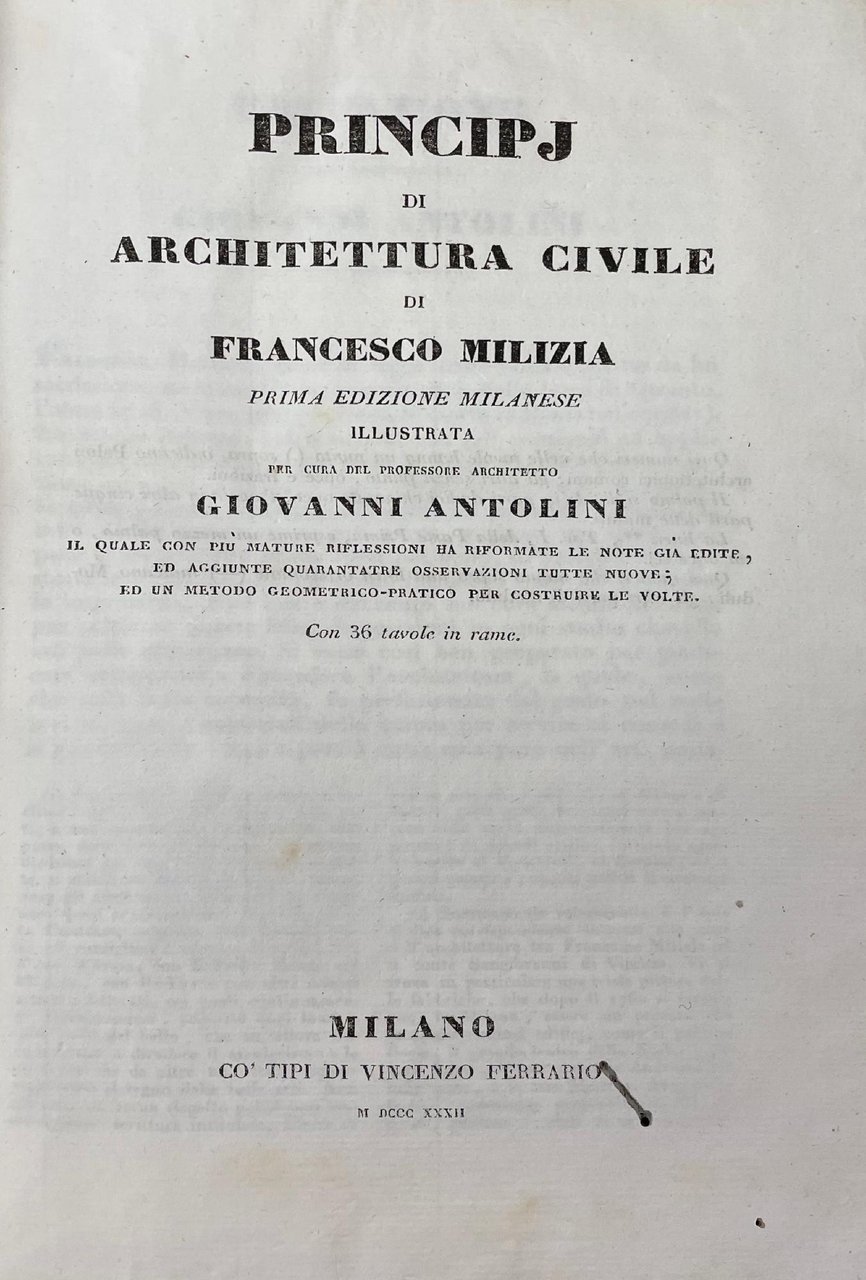 PRINCIPJ
DI
ARCHITETTURA CIVILE
DI
FRANCESCO MILIZIA
PRIMA EDIZIONE MILANESE
ILLUSTRATA
PER CURA DEL PROFESSORE ARCHITETTO
GIOVANNI ANTOLINI
IL QUALE CON PIÙ MATURE RIFLESSIONI HA RIFORMATE LE NOTE GIÀ EDITE,
ED AGGIUNTE QUARANTATRE OSSERVAZIONI TUTTE NUOVE;
ED UN METODO GEOMETRICO-PRATICO PER COSTRUIRE LE VOLTE.
Con 36 tavole in rame.
MILANO
CO' TIPI DI VINCENZO FERRARIO
M DCCC XXXII